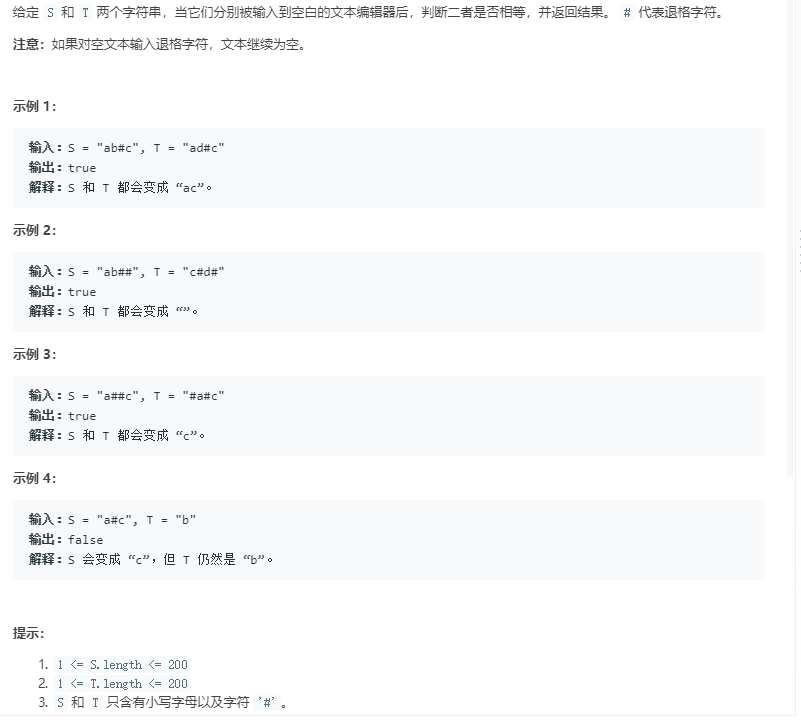 给定 S 和 T 两个字符串，当它们分别被输入到空白的文本编辑器后，判断二者是否相等，并返回结果。 # 代表退格字符。
注意：如果对空文本输入退格字符，文本继续为空。
示例 1：
输入：S = "ab#c", T = "ad#c"
输出：true
解释：S 和 T 都会变成 “ac”。
示例 2：
输入：S = "ab##", T = "c#d#"
输出：true
解释：S 和 T 都会变成 “”。
示例 3：
输入：S = "a##c", T = "#a#c"
输出：true
解释：S 和 T 都会变成 “c”。
示例 4：
输入：S = "a#c", T = "b"
输出：false
解释：S 会变成 “c”，但 T 仍然是 “b”。
提示：
1. 1 <= S.length <= 200
2. 1 <= T.length <= 200
3. S 和 T 只含有小写字母以及字符 '#'。